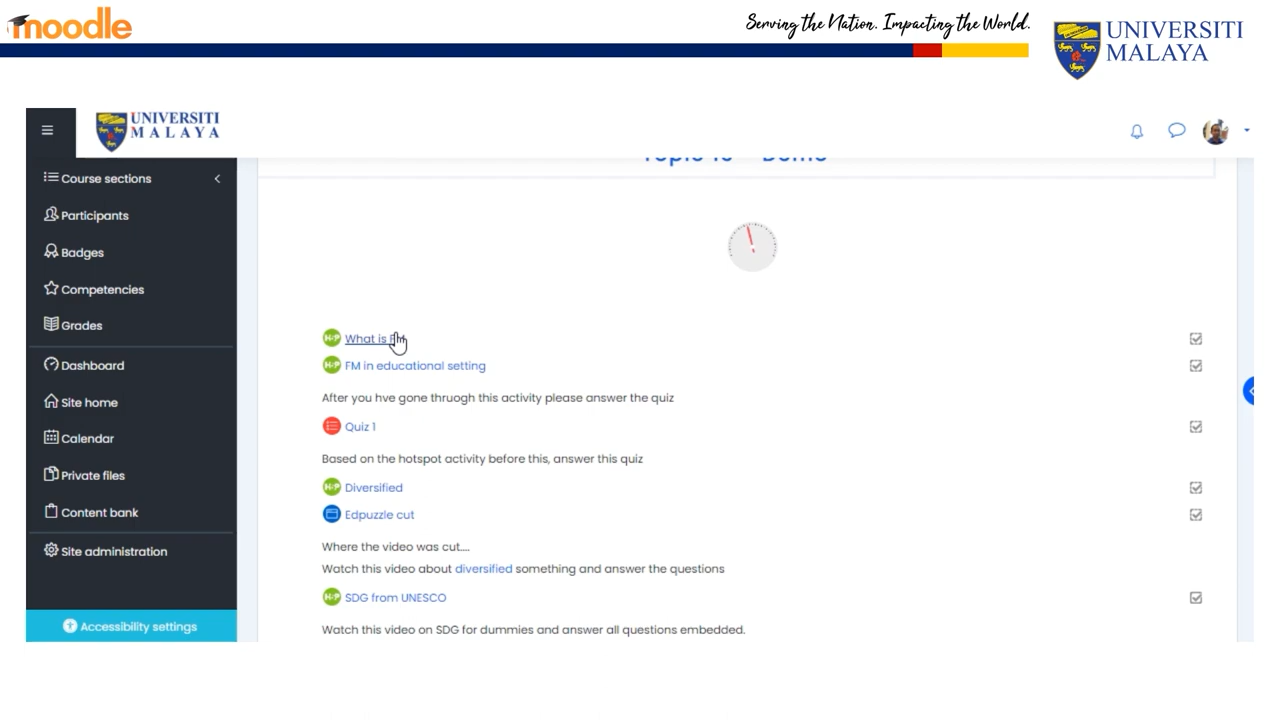 moodle
Serving the Nation. Impacting the World.
UNIVERSITI
MALAYA
UNIVERSITI
MALAYA
Course sections
Participants
Badges
Competencies
Grades
Dashboard
Site home
Calendar
Private files
Content bank
Site administration
Accessibility settings
H-P What is
H-P FM in educational setting
After you hve gone thruogh this activity please answer the quiz
Quiz 1
Based on the hotspot activity before this, answer this quiz
H-P Diversified
Edpuzzle cut
Where the video was cut....
Watch this video about diversified something and answer the questions
H-P SDG from UNESCO
Watch this video on SDG for dummies and answer all questions embedded.